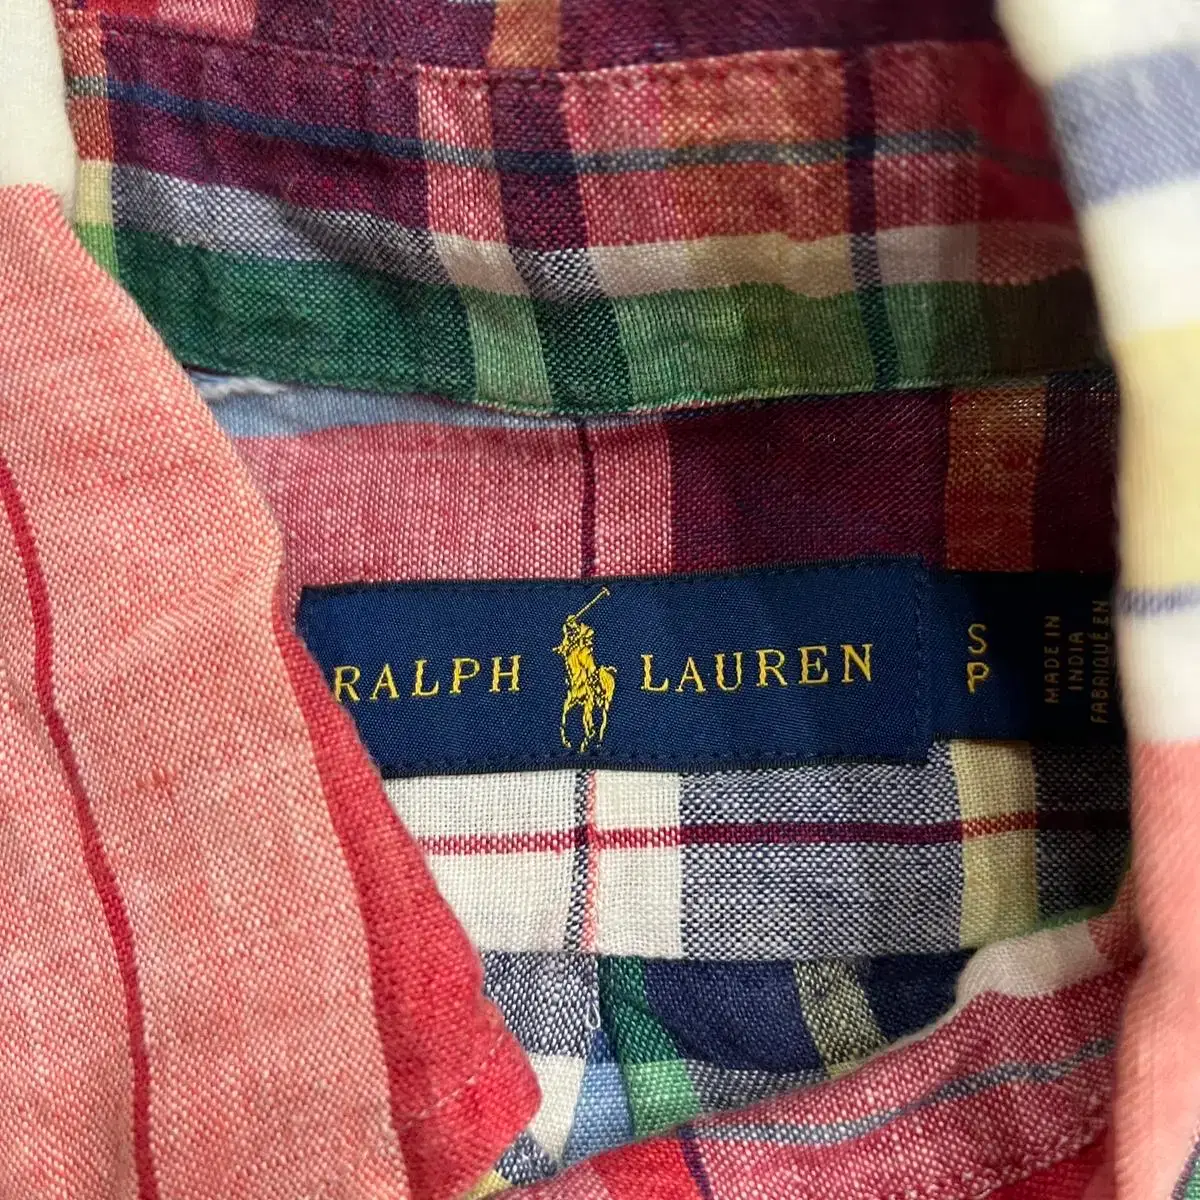 RALPH LAUREN
S
P
MADE IN
INDIA
FABRIQUÉ EN